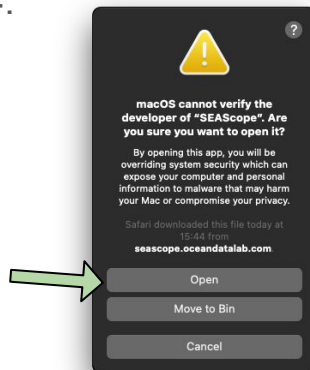 ?
macOS cannot verify the
developer of “SEAScope”. Are
you sure you want to open it?
By opening this app, you will be
overriding system security which can
expose your computer and personal
information to malware that may harm
your Mac or compromise your privacy.
Safari downloaded this file today at
15:44 from
seascope.oceandatalab.com.
Open
Move to Bin
Cancel